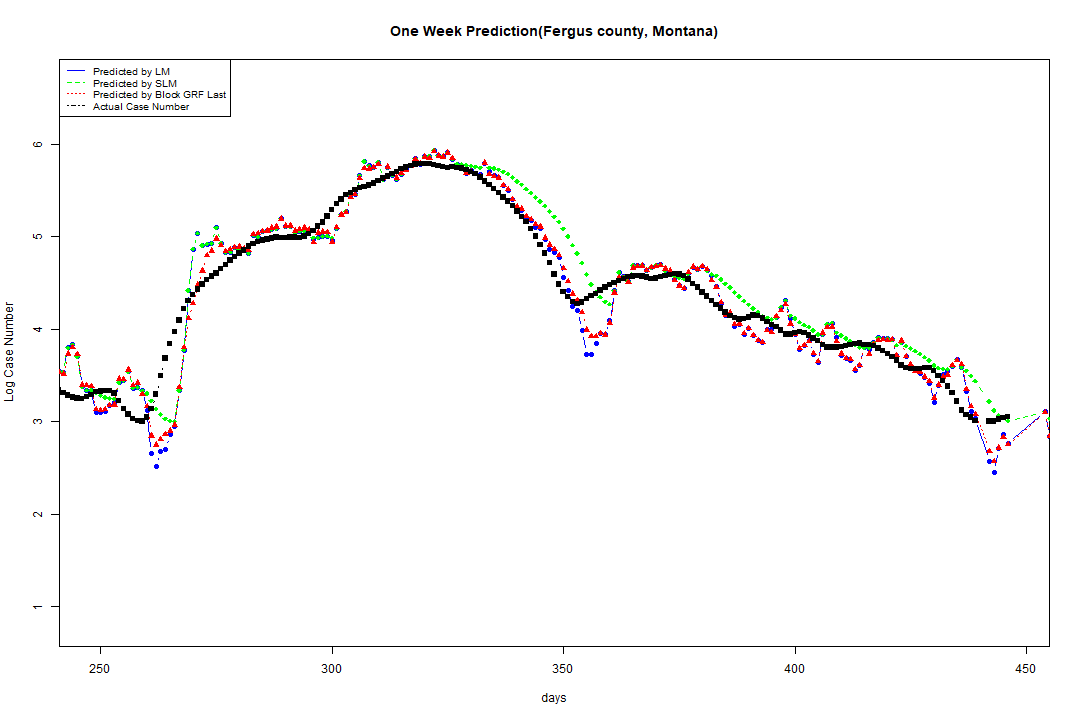 One Week Prediction(Fergus county, Montana)
Predicted by LM
Predicted by SLM
Predicted by Block GRF Last
Actual Case Number
Log Case Number
6
5
4
3
2
1
250 300 350 400 450
days